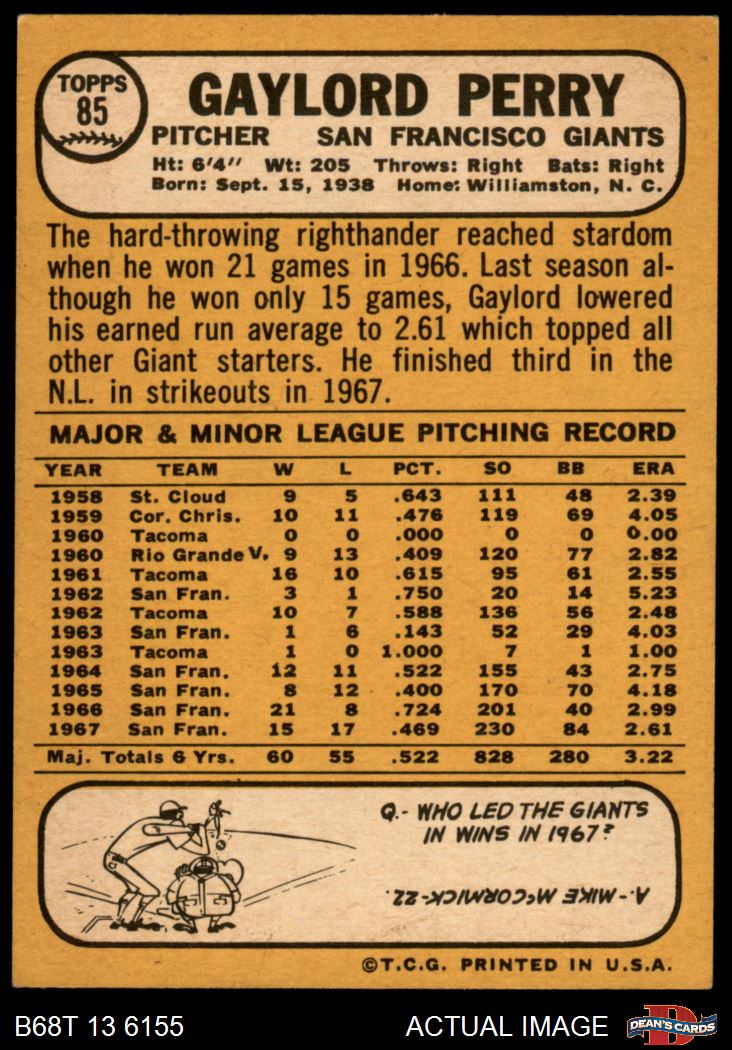 TOPPS
85
GAYLORD PERRY
PITCHER SAN FRANCISCO GIANTS
Ht: 6'4" Wt: 205 Throws: Right Bats: Right
Born: Sept. 15, 1938 Home: Williamston, N. C.
The hard-throwing righthander reached stardom
when he won 21 games in 1966. Last season al-
though he won only 15 games, Gaylord lowered
his earned run average to 2.61 which topped all
other Giant starters. He finished third in the
N.L. in strikeouts in 1967.
MAJOR & MINOR LEAGUE PITCHING RECORD
YEAR TEAM W L PCT. SO BB ERA
1958 St. Cloud 9 5 .643 111 48 2.39
1959 Cor. Chris. 10 11 .476 119 69 4.05
1960 Tacoma 0 0 .000 0 0 0.00
1960 Rio Grande V. 9 13 .409 120 77 2.82
1961 Tacoma 16 10 .615 95 61 2.55
1962 San Fran. 3 1 .750 20 14 5.23
1962 Tacoma 10 7 .588 136 56 2.48
1963 San Fran. 1 6 .143 52 29 4.03
1963 Tacoma 1 0 1.000 7 1 1.00
1964 San Fran. 12 11 .522 155 43 2.75
1965 San Fran. 8 12 .400 170 70 4.18
1966 San Fran. 21 8 .724 201 40 2.99
1967 San Fran. 15 17 .469 230 84 2.61
Maj. Totals 6 Yrs. 60 55 .522 828 280 3.22
Q.- WHO LED THE GIANTS
IN WINS IN 1967?
A.- MIKE McCORMICK-22.
©T.C.G. PRINTED IN U.S.A.
B68T 13 6155 ACTUAL IMAGE
D
DEAN'S CARDS